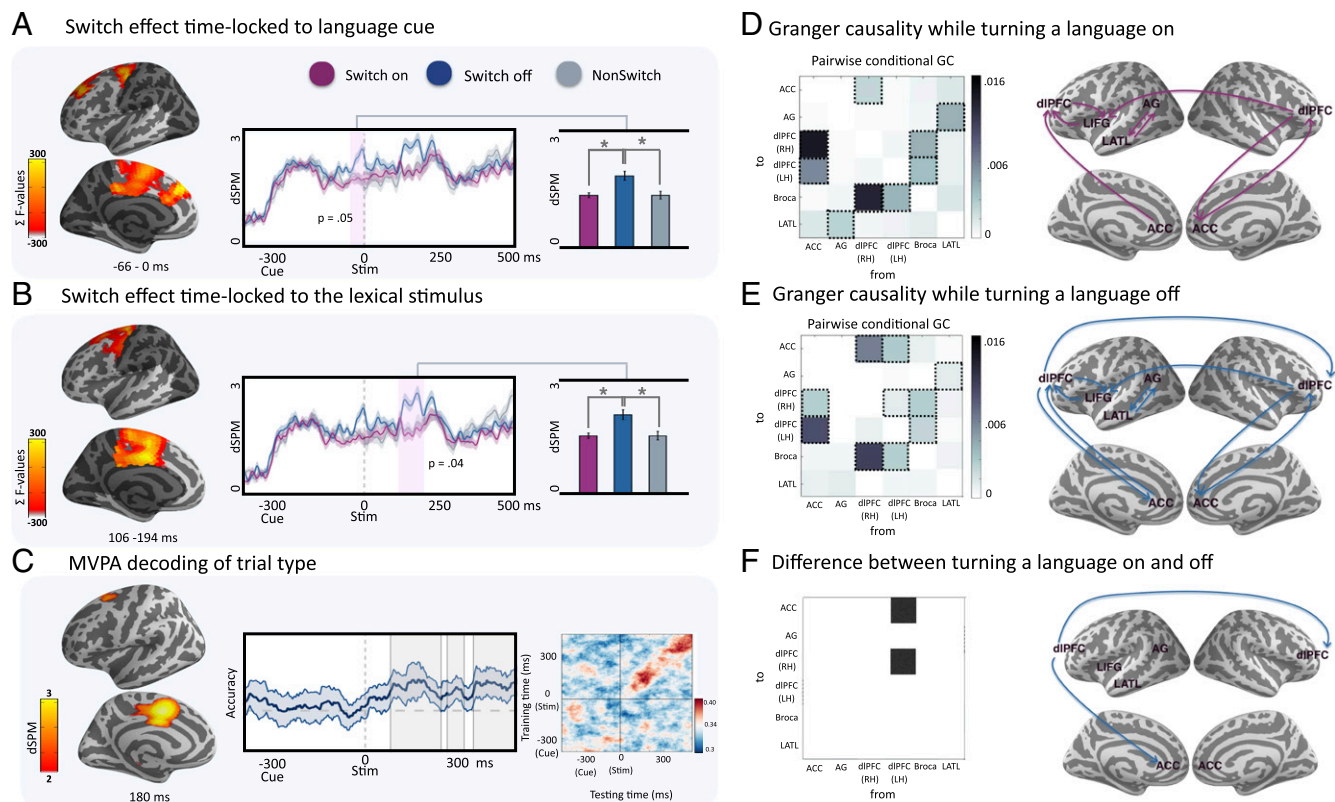 A Switch effect time-locked to language cue
Switch on
Switch off
NonSwitch
300
Σ F-values
-300
-66 - 0 ms
3
dSPM
0
p = .05
-300
0
250
500 ms
Cue
Stim
3
dSPM
0
*
*
B Switch effect time-locked to the lexical stimulus
300
Σ F-values
-300
106 -194 ms
3
dSPM
0
p = .04
-300
0
250
500 ms
Cue
Stim
3
dSPM
0
*
*
C MVPA decoding of trial type
3
dSPM
2
180 ms
Accuracy
-300
0
300 ms
Cue
Stim
Training time (ms)
300
0
(Stim)
-300
(Cue)
0.40
0.34
0.3
-300
0
300
(Cue)
(Stim)
Testing time (ms)
D Granger causality while turning a language on
Pairwise conditional GC
to
ACC
AG
dlPFC
(RH)
dlPFC
(LH)
Broca
LATL
ACC AG dlPFC dlPFC Broca LATL
(RH) (LH)
from
.016
.006
0
dlPFC
AG
LIFG
LATL
dlPFC
ACC
ACC
E Granger causality while turning a language off
Pairwise conditional GC
to
ACC
AG
dlPFC
(RH)
dlPFC
(LH)
Broca
LATL
ACC AG dlPFC dlPFC Broca LATL
(RH) (LH)
from
.016
.006
0
dlPFC
AG
LIFG
LATL
dlPFC
ACC
ACC
F Difference between turning a language on and off
to
ACC
AG
dlPFC
(RH)
dlPFC
(LH)
Broca
LATL
ACC AG dlPFC dlPFC Broca LATL
(RH) (LH)
from
dlPFC
AG
LIFG
LATL
dlPFC
ACC
ACC